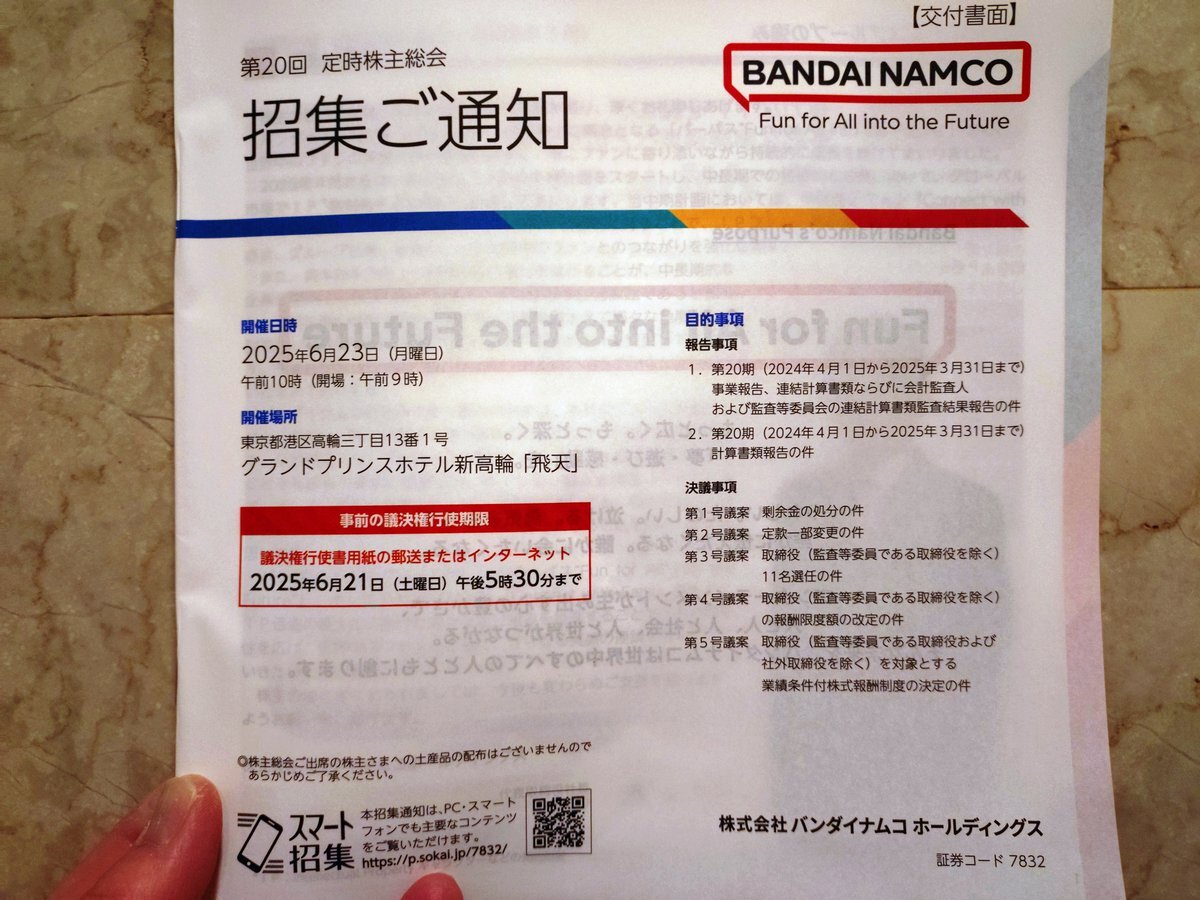 【交付書面】
第20回 定時株主総会
招集ご通知
BANDAI NAMCO
Fun for All into the Future
開催日時
2025年6月23日（月曜日）
午前10時（開場：午前9時）
開催場所
東京都港区高輪三丁目13番1号
グランドプリンスホテル新高輪「飛天」
事前の議決権行使期限
議決権行使書用紙の郵送またはインターネット
2025年6月21日（土曜日）午後5時30分まで
目的事項
報告事項
1．第20期（2024年4月1日から2025年3月31日まで）
事業報告、連結計算書類ならびに会計監査人
および監査等委員会の連結計算書類監査結果報告の件
2．第20期（2024年4月1日から2025年3月31日まで）
計算書類報告の件
決議事項
第1号議案 剰余金の処分の件
第2号議案 定款一部変更の件
第3号議案 取締役（監査等委員である取締役を除く）
11名選任の件
第4号議案 取締役（監査等委員である取締役を除く）
の報酬限度額の改定の件
第5号議案 取締役（監査等委員である取締役および
社外取締役を除く）を対象とする
業績条件付株式報酬制度の決定の件
◎株主総会ご出席の株主さまへの土産品の配布はございませんので
あらかじめご了承ください。
スマート
招集
本招集通知は、PC・スマート
フォンでも主要なコンテンツ
をご覧いただけます。
https://p.sokai.jp/7832/
株式会社 バンダイナムコ ホールディングス
証券コード 7832